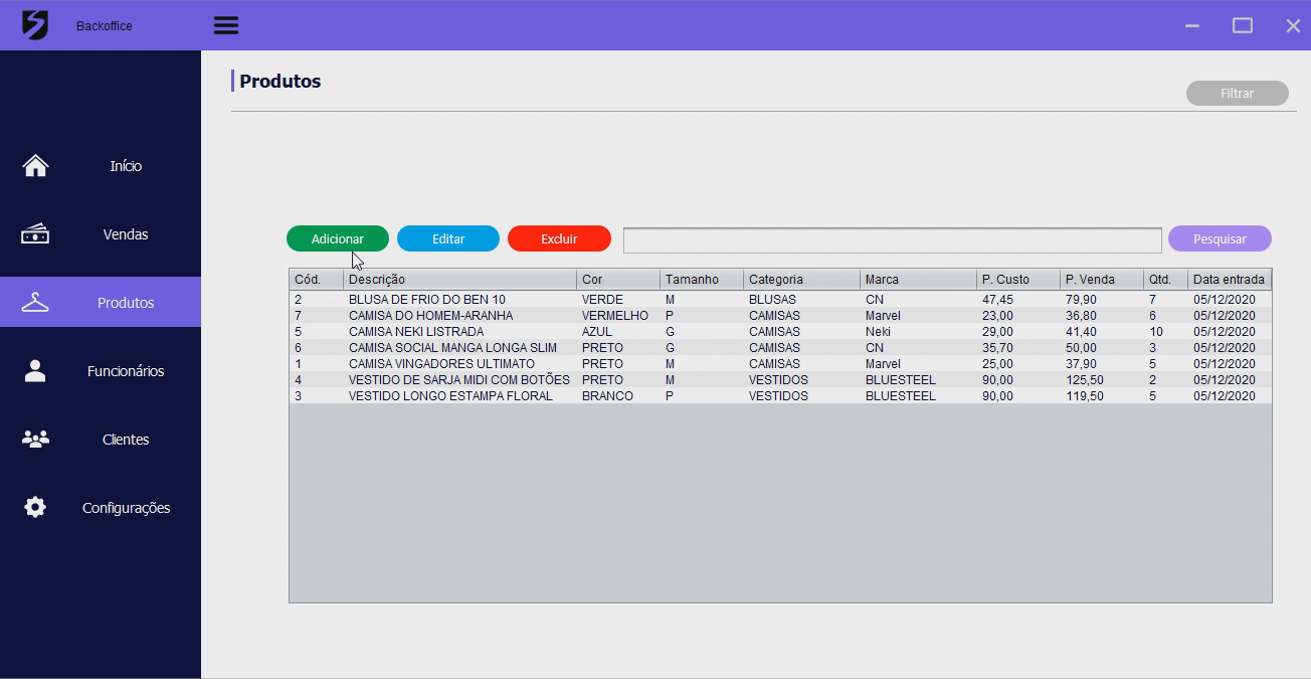 Backoffice
Produtos
Filtrar
Início
Vendas
Produtos
Funcionários
Clientes
Configurações
Adicionar Editar Excluir Pesquisar
Cód. Descrição Cor Tamanho Categoria Marca P. Custo P. Venda Qtd. Data entrada
2 BLUSA DE FRIO DO BEN 10 VERDE M BLUSAS CN 47,45 79,90 7 05/12/2020
7 CAMISA DO HOMEM-ARANHA VERMELHO P CAMISAS Marvel 23,00 36,80 6 05/12/2020
5 CAMISA NEKI LISTRADA AZUL G CAMISAS Neki 29,00 41,40 10 05/12/2020
6 CAMISA SOCIAL MANGA LONGA SLIM PRETO G CAMISAS CN 35,70 50,00 3 05/12/2020
1 CAMISA VINGADORES ULTIMATO PRETO M CAMISAS Marvel 25,00 37,90 5 05/12/2020
4 VESTIDO DE SARJA MIDI COM BOTÕES PRETO M VESTIDOS BLUESTEEL 90,00 125,50 2 05/12/2020
3 VESTIDO LONGO ESTAMPA FLORAL BRANCO P VESTIDOS BLUESTEEL 90,00 119,50 5 05/12/2020